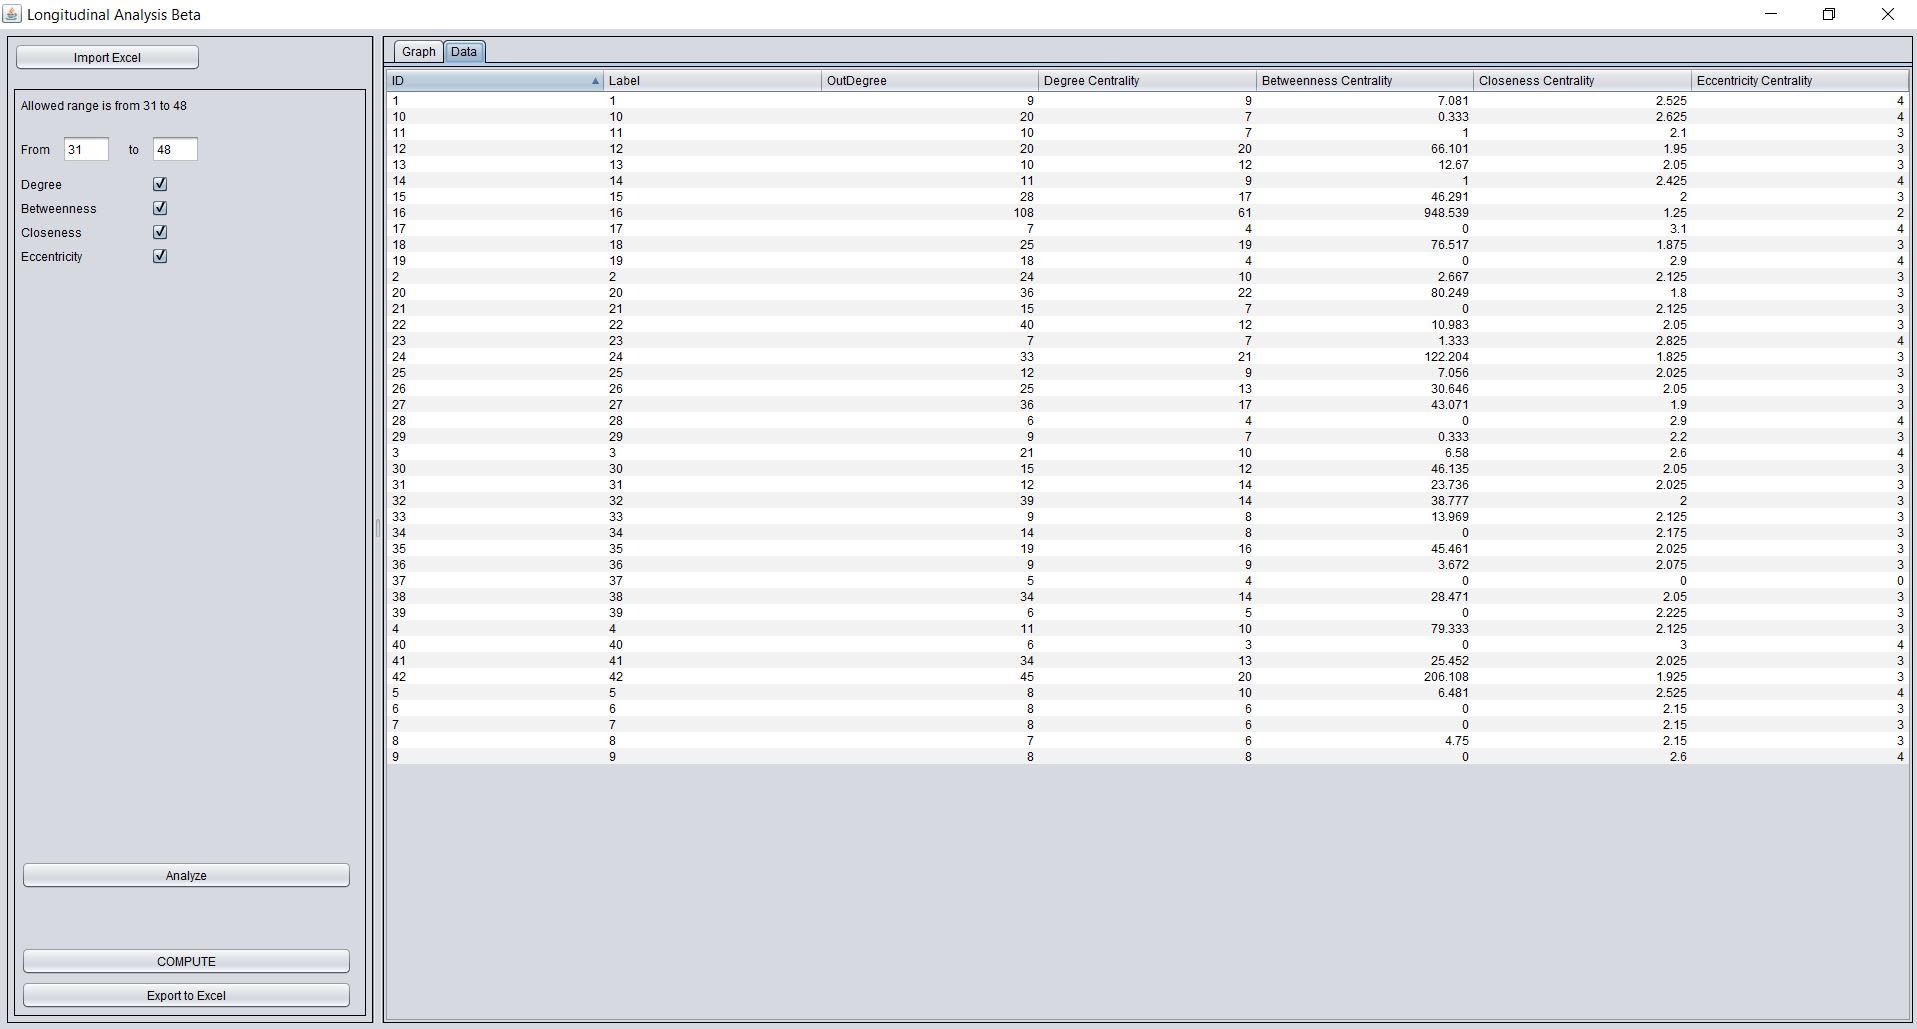 Longitudinal Analysis Beta
Import Excel
Allowed range is from 31 to 48
From 31 to 48
Degree
Betweenness
Closeness
Eccentricity
Analyze
COMPUTE
Export to Excel
Graph Data
ID Label OutDegree Degree Centrality Betweenness Centrality Closeness Centrality Eccentricity Centrality
1 1 9 9 7.081 2.525 4
10 10 20 7 0.333 2.625 4
11 11 10 7 1 2.1 3
12 12 20 20 66.101 1.95 3
13 13 10 12 12.67 2.05 3
14 14 11 9 1 2.425 4
15 15 28 17 46.291 2 3
16 16 108 61 948.539 1.25 2
17 17 7 4 0 3.1 4
18 18 25 19 76.517 1.875 3
19 19 18 4 0 2.9 4
2 2 24 10 2.667 2.125 3
20 20 36 22 80.249 1.8 3
21 21 15 7 0 2.125 3
22 22 40 12 10.983 2.05 3
23 23 7 7 1.333 2.825 4
24 24 33 21 122.204 1.825 3
25 25 12 9 7.056 2.025 3
26 26 25 13 30.646 2.05 3
27 27 36 17 43.071 1.9 3
28 28 6 4 0 2.9 4
29 29 9 7 0.333 2.2 3
3 3 21 10 6.58 2.6 4
30 30 15 12 46.135 2.05 3
31 31 12 14 23.736 2.025 3
32 32 39 14 38.777 2 3
33 33 9 8 13.969 2.125 3
34 34 14 8 0 2.175 3
35 35 19 16 45.461 2.025 3
36 36 9 9 3.672 2.075 3
37 37 5 4 0 0 0
38 38 34 14 28.471 2.05 3
39 39 6 5 0 2.225 3
4 4 11 10 79.333 2.125 3
40 40 6 3 0 3 4
41 41 34 13 25.452 2.025 3
42 42 45 20 206.108 1.925 3
5 5 8 10 6.481 2.525 4
6 6 8 6 0 2.15 3
7 7 8 6 0 2.15 3
8 8 7 6 4.75 2.15 3
9 9 8 8 0 2.6 4